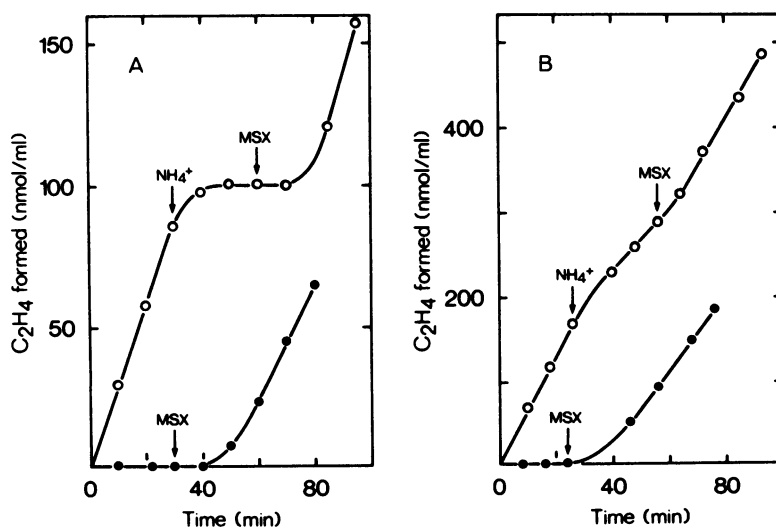 A
C₂H₄ formed (nmol/ml)
150
100
50
NH₄⁺
MSX
MSX
0 40 80
Time (min)
B
C₂H₄ formed (nmol/ml)
400
200
MSX
NH₄⁺
MSX
0 40 80
Time (min)